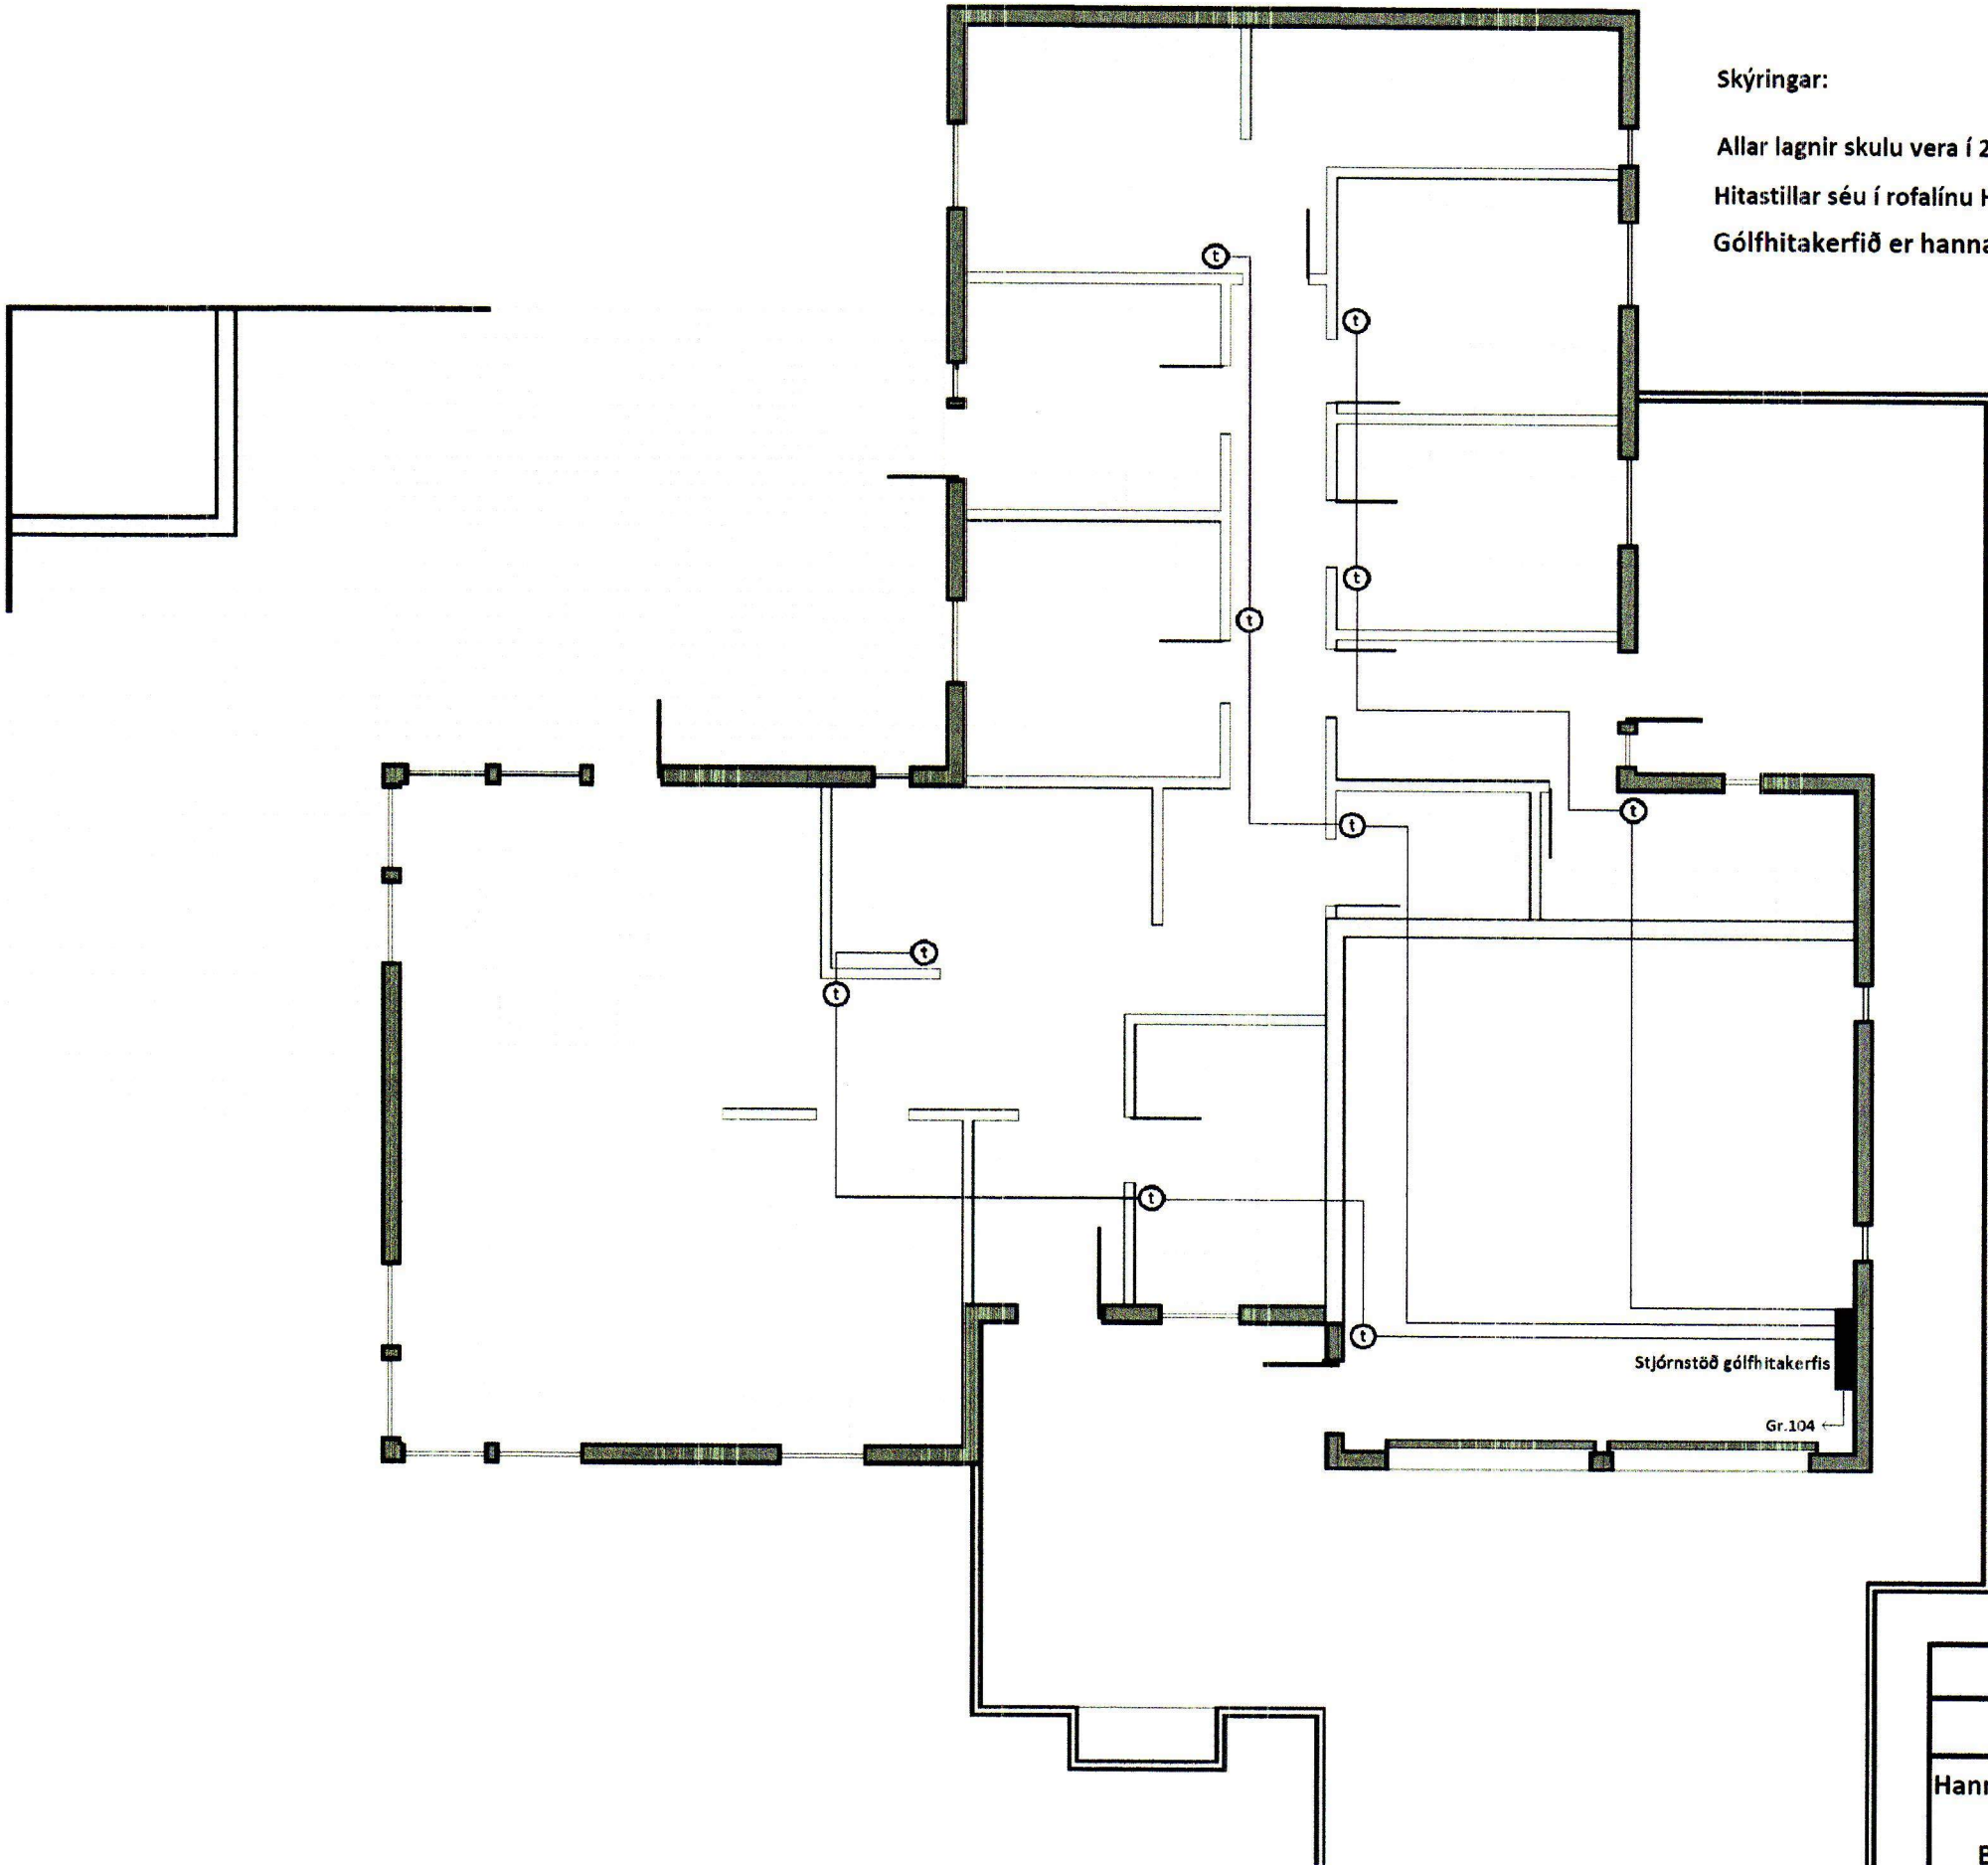 Skýringar:
Allar lagnir skulu vera í 2
Hitastillar séu í rofalínu H
Gólfhitakerfið er hanna
t
t
t
t
t
t
t
t
t
t
Stjórnstöð gólfhitakerfis
Gr.104
Hann